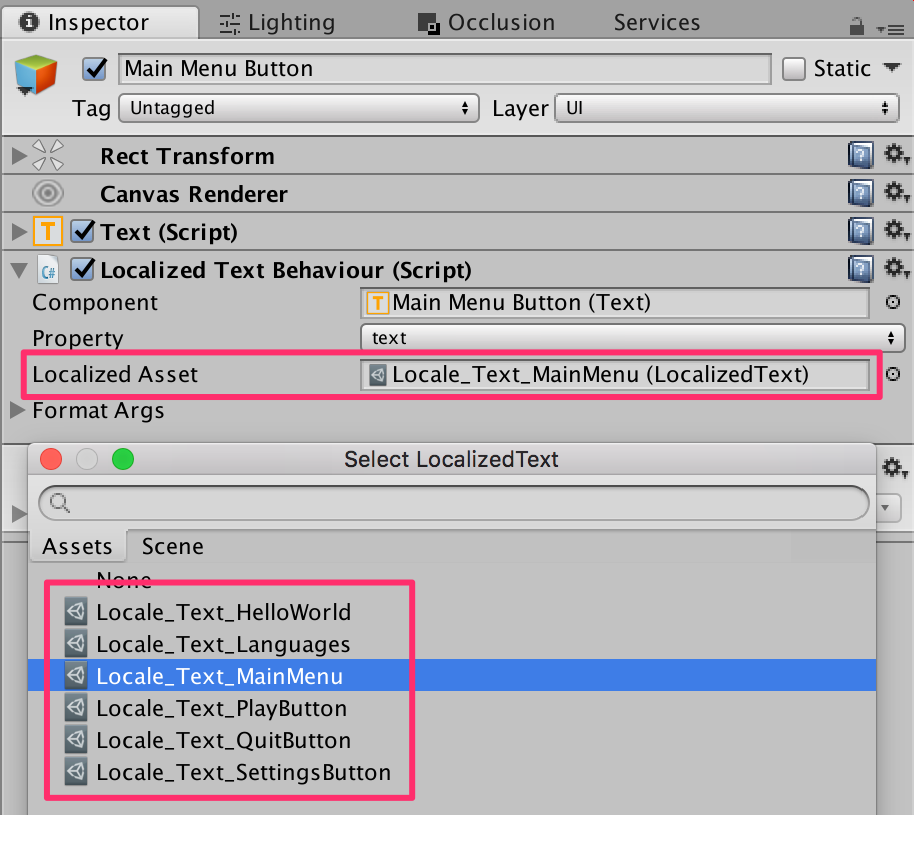 Inspector Lighting Occlusion Services
Main Menu Button Static
Tag Untagged Layer UI
Rect Transform
Canvas Renderer
T Text (Script)
C# Localized Text Behaviour (Script)
Component T Main Menu Button (Text)
Property text
Localized Asset Locale_Text_MainMenu (LocalizedText)
Format Args
Select LocalizedText
Assets Scene
None
Locale_Text_HelloWorld
Locale_Text_Languages
Locale_Text_MainMenu
Locale_Text_PlayButton
Locale_Text_QuitButton
Locale_Text_SettingsButton